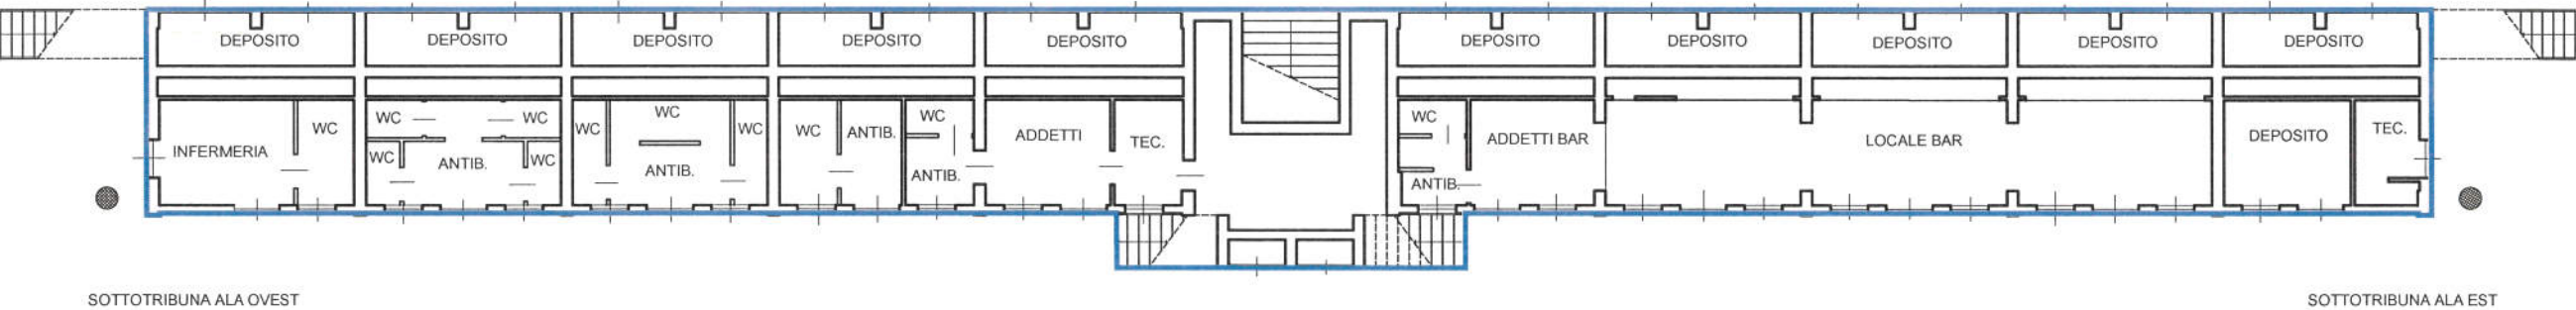 DEPOSITO DEPOSITO DEPOSITO DEPOSITO DEPOSITO DEPOSITO DEPOSITO DEPOSITO DEPOSITO DEPOSITO
INFERMERIA
WC
WC
WC
WC
ANTIB.
WC
WC
WC
WC
ANTIB.
WC
ANTIB.
WC
ANTIB.
ADDETTI
TEC.
WC
ANTIB.
ADDETTI BAR
LOCALE BAR
DEPOSITO
TEC.
SOTTOTRIBUNA ALA OVEST
SOTTOTRIBUNA ALA EST